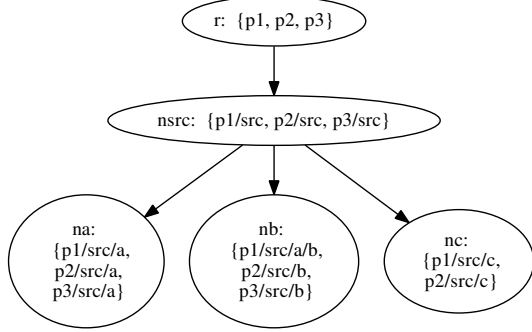 r: {p1, p2, p3}
nsrc: {p1/src, p2/src, p3/src}
na:
{p1/src/a,
p2/src/a,
p3/src/a}
nb:
{p1/src/a/b,
p2/src/b,
p3/src/b}
nc:
{p1/src/c,
p2/src/c}